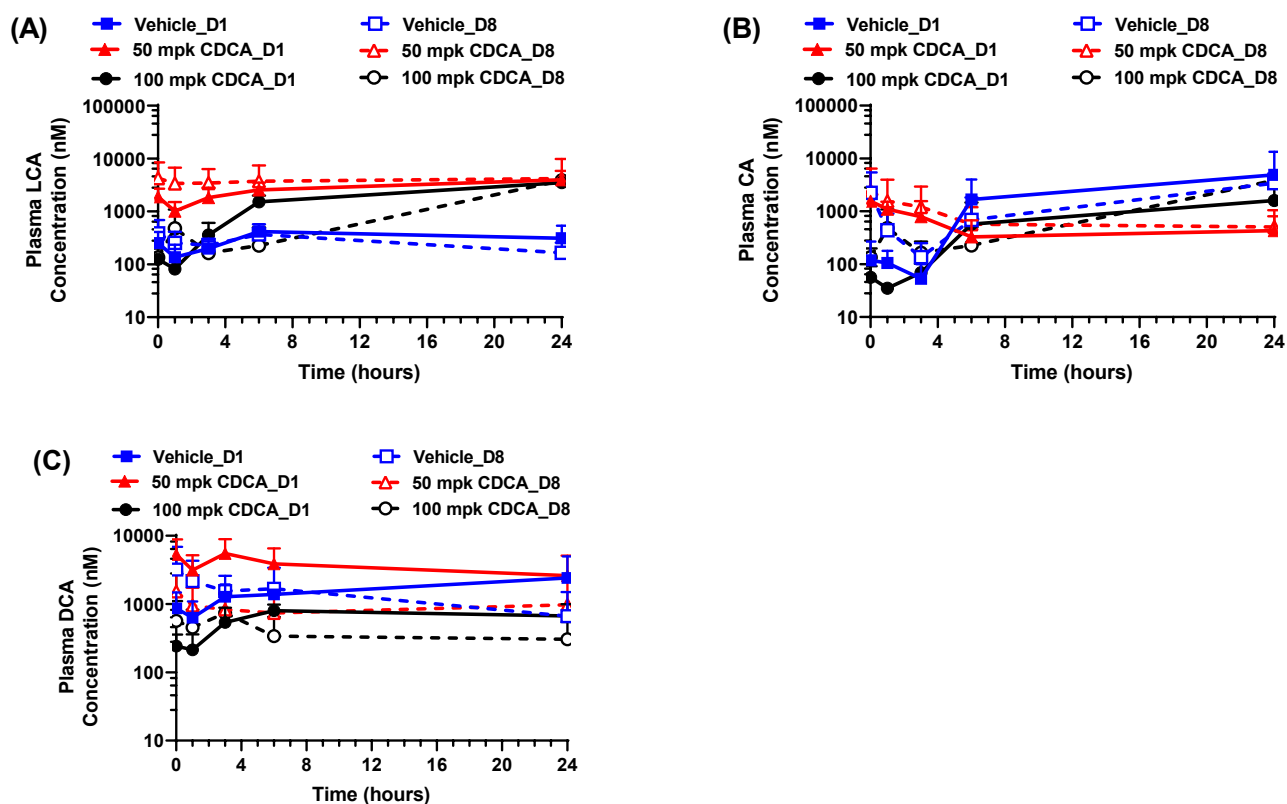 (A)
Vehicle_D1
Vehicle_D8
50 mpk CDCA_D1
50 mpk CDCA_D8
100 mpk CDCA_D1
100 mpk CDCA_D8
Plasma LCA
Concentration (nM)
100000
10000
1000
100
10
0 4 8 12 16 20 24
Time (hours)
(B)
Vehicle_D1
Vehicle_D8
50 mpk CDCA_D1
50 mpk CDCA_D8
100 mpk CDCA_D1
100 mpk CDCA_D8
Plasma CA
Concentration (nM)
100000
10000
1000
100
10
0 4 8 12 16 20 24
Time (hours)
(C)
Vehicle_D1
Vehicle_D8
50 mpk CDCA_D1
50 mpk CDCA_D8
100 mpk CDCA_D1
100 mpk CDCA_D8
Plasma DCA
Concentration (nM)
10000
1000
100
10
0 4 8 12 16 20 24
Time (hours)